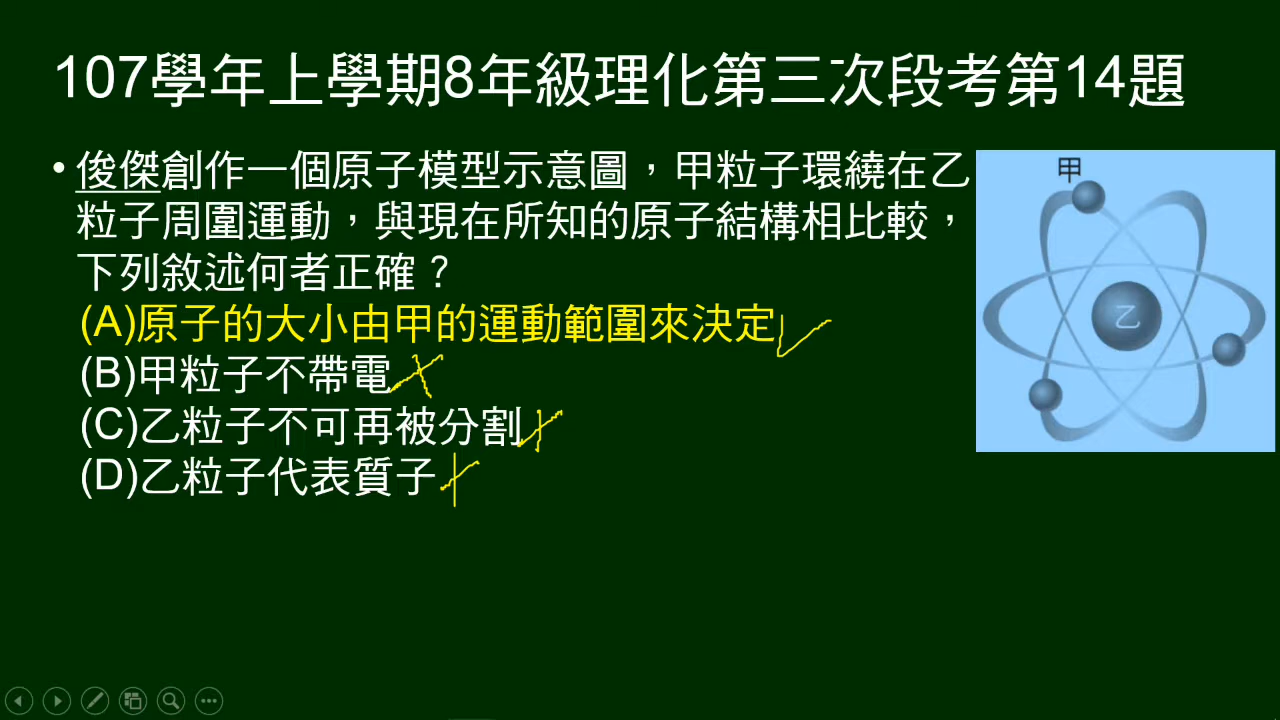 107學年上學期8年級理化第三次段考第14題
•俊傑創作一個原子模型示意圖，甲粒子環繞在乙
粒子周圍運動，與現在所知的原子結構相比較，
下列敘述何者正確？
(A)原子的大小由甲的運動範圍來決定
(B)甲粒子不帶電
(C)乙粒子不可再被分割
(D)乙粒子代表質子
甲
乙